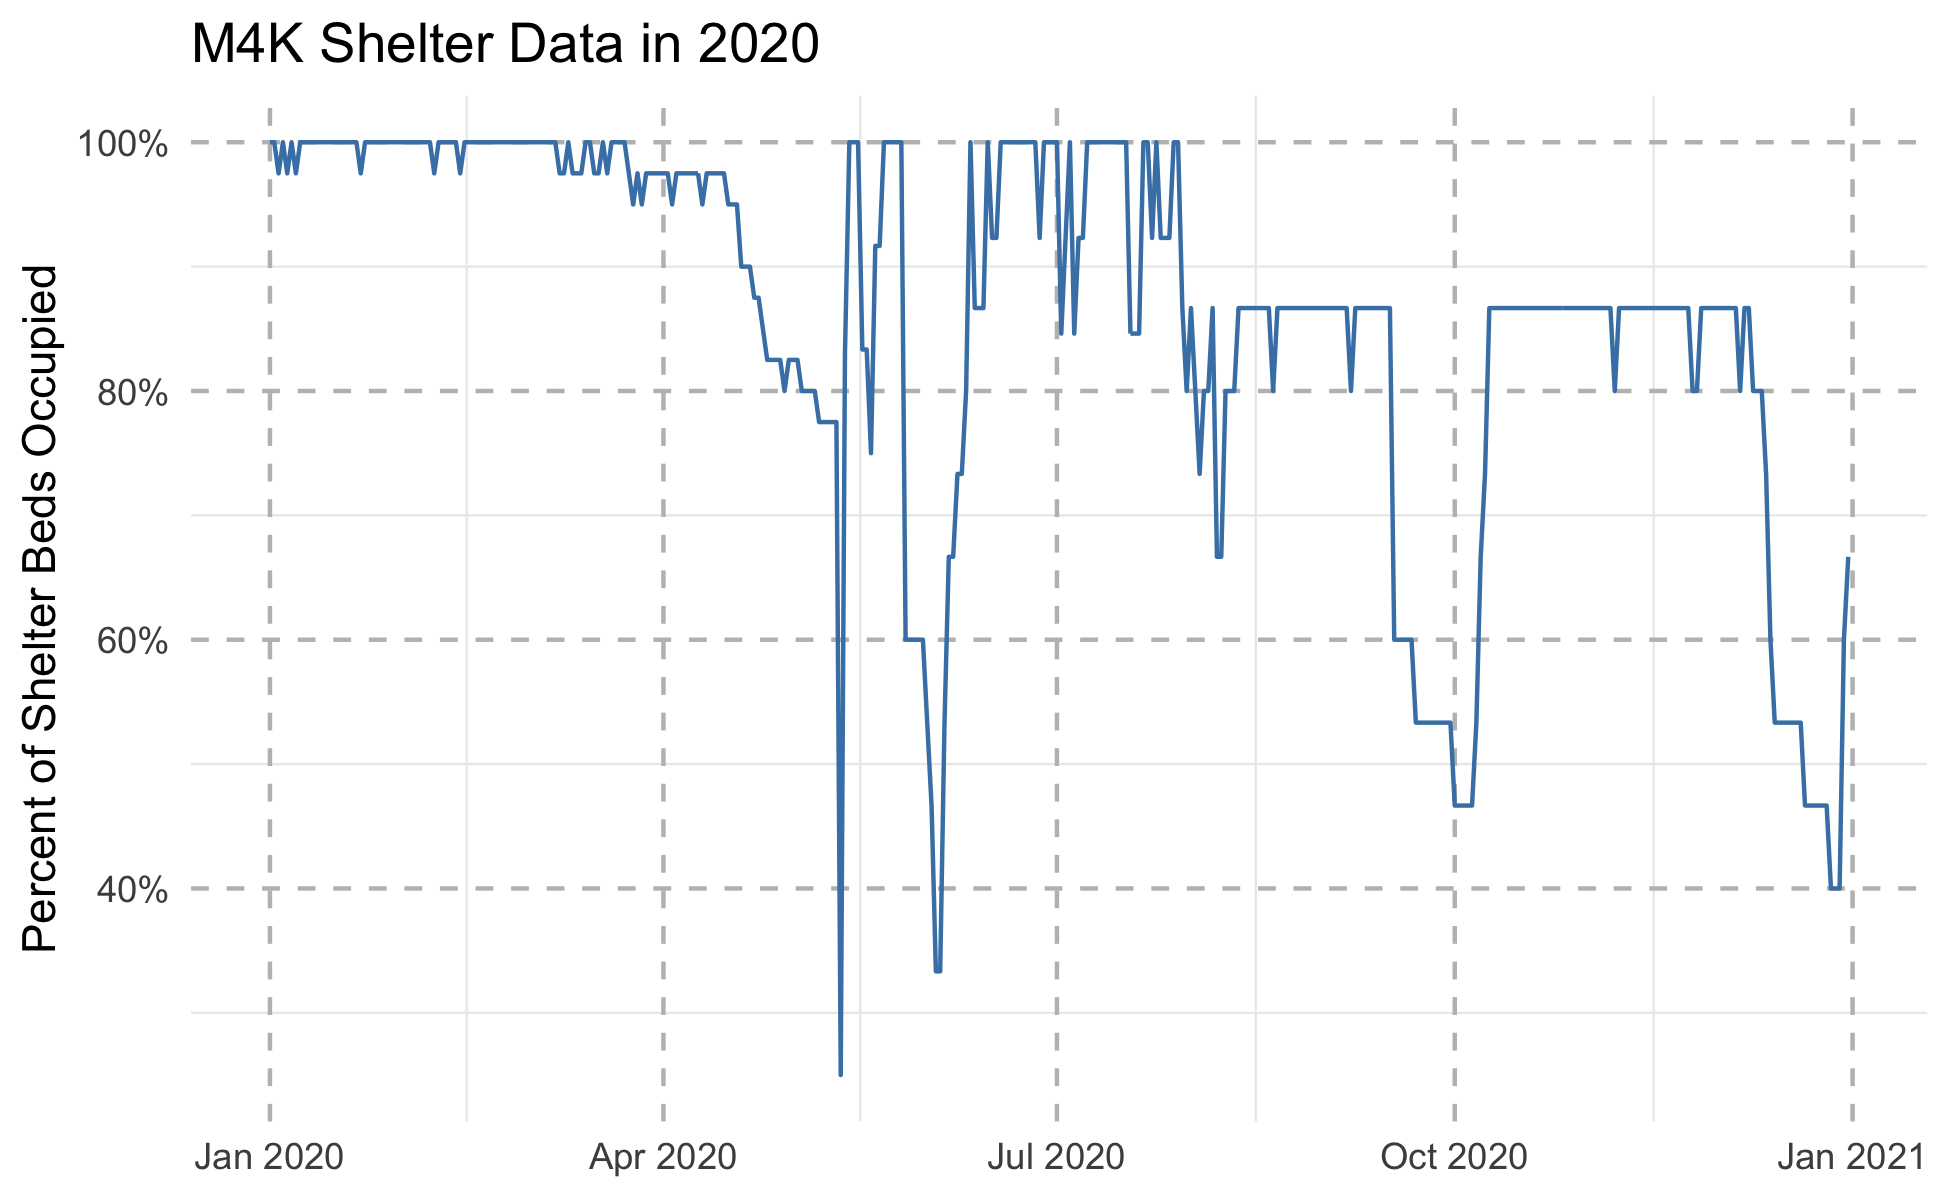 M4K Shelter Data in 2020
Percent of Shelter Beds Occupied
100%
80%
60%
40%
Jan 2020
Apr 2020
Jul 2020
Oct 2020
Jan 2021